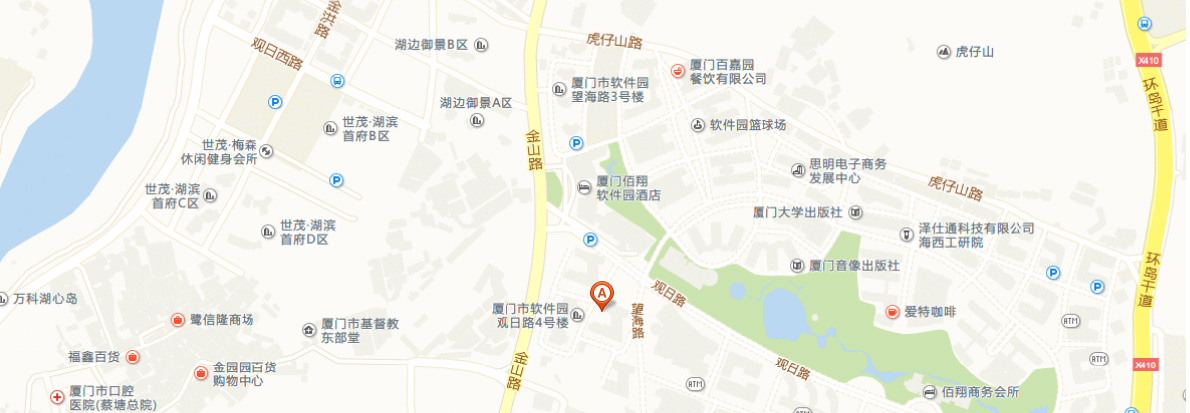 金洪路
观日西路
湖边御景B区
虎仔山路
虎仔山
X410
环岛干道
厦门百嘉园
餐饮有限公司
厦门市软件园
望海路3号楼
湖边御景A区
世茂·湖滨
首府B区
软件园篮球场
金山路
世茂·梅森
休闲健身会所
思明电子商务
发展中心
虎仔山路
世茂·湖滨
首府C区
厦门佰翔
软件园酒店
厦门大学出版社
世茂·湖滨
首府D区
泽仕通科技有限公司
海西工研院
厦门音像出版社
环岛干道
万科湖心岛
A
观日路
厦门市软件园
观日路4号楼
望海路
爱特咖啡
鹭信隆商场
厦门市基督教
东部堂
ATM
福鑫百货
金园园百货
购物中心
金山路
观日路
ATM
X410
ATM
厦门市口腔
医院(蔡塘总院)
佰翔商务会所
P
P
P
P
P
P
P